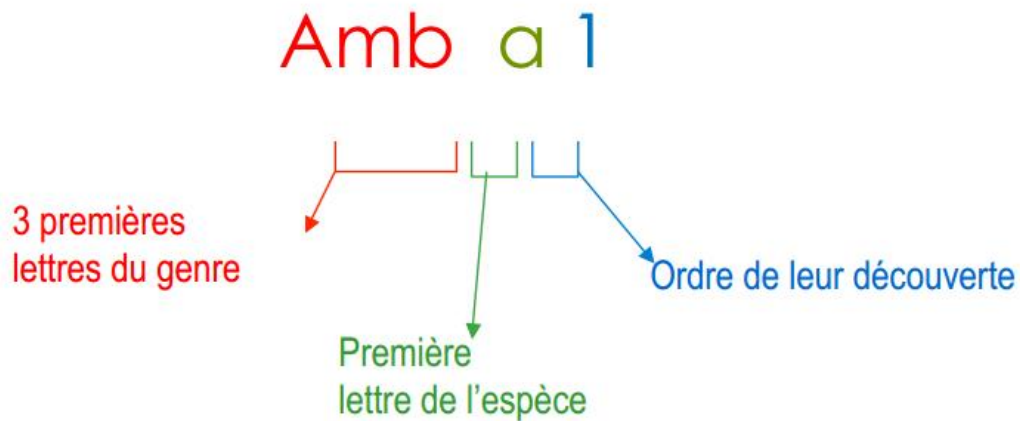 Amb a 1
3 premières
lettres du genre
Ordre de leur découverte
Première
lettre de l'espèce